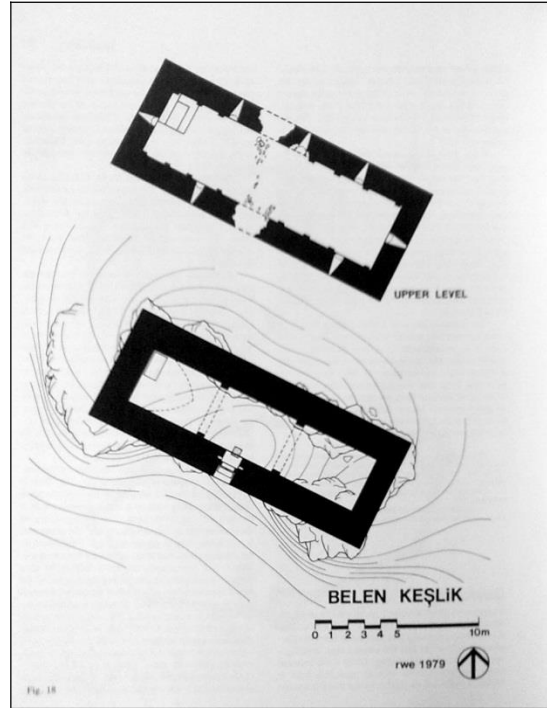 UPPER LEVEL
BELEN KEŞLİK
0 1 2 3 4 5 10m
rwe 1979
Fig. 18